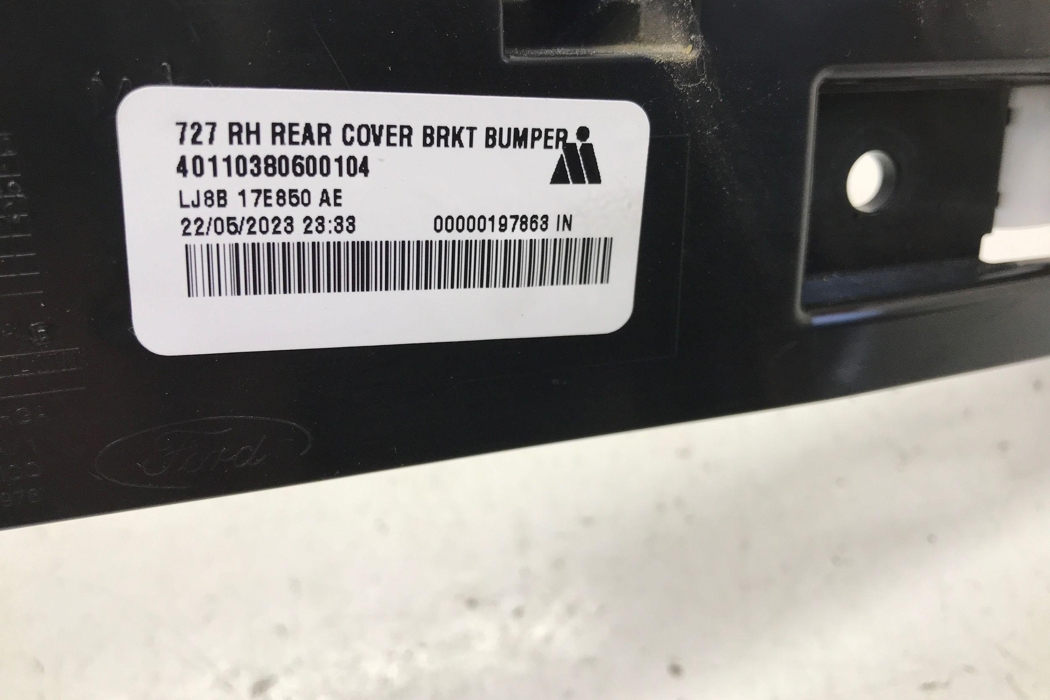 727 RH REAR COVER BRKT BUMPER
40110380600104
LJ8B 17E850 AE
22/05/2023 23:33
00000197863 IN
Ford